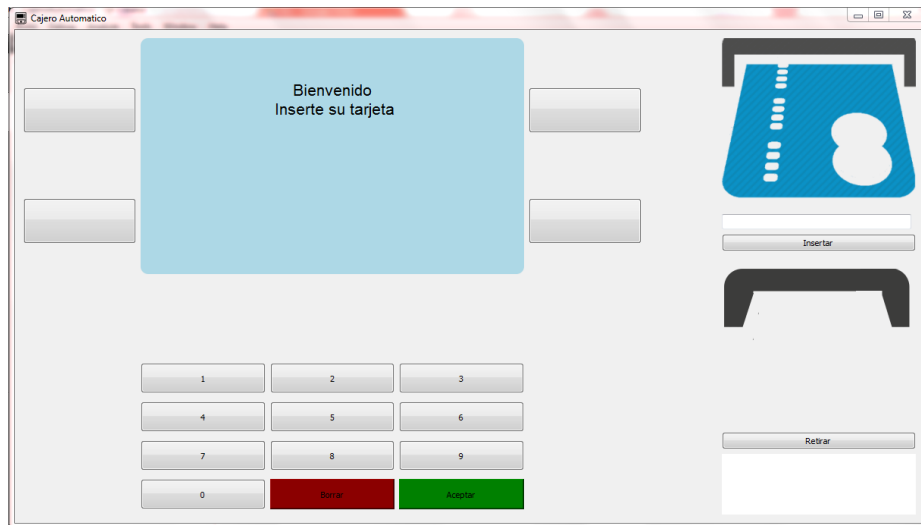 Cajero Automatico
Bienvenido
Inserte su tarjeta
Insertar
1 2 3
4 5 6
7 8 9
0 Borrar Aceptar
Retirar